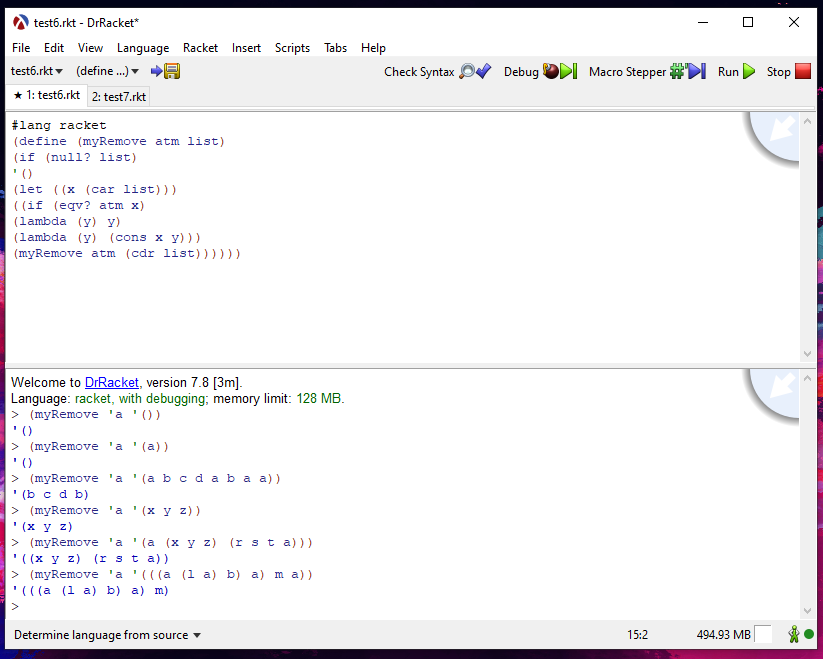 test6.rkt - DrRacket*
File Edit View Language Racket Insert Scripts Tabs Help
test6.rkt (define ...) Check Syntax Debug Macro Stepper Run Stop
★ 1: test6.rkt 2: test7.rkt
#lang racket
(define (myRemove atm list)
(if (null? list)
'()
(let ((x (car list)))
((if (eqv? atm x)
(lambda (y) y)
(lambda (y) (cons x y)))
(myRemove atm (cdr list))))))
Welcome to DrRacket, version 7.8 [3m].
Language: racket, with debugging; memory limit: 128 MB.
> (myRemove 'a '())
'()
> (myRemove 'a '(a))
'()
> (myRemove 'a '(a b c d a b a a))
'(b c d b)
> (myRemove 'a '(x y z))
'(x y z)
> (myRemove 'a '(a (x y z) (r s t a)))
'((x y z) (r s t a))
> (myRemove 'a '(((a (l a) b) a) m a))
'(((a (l a) b) a) m)
>
Determine language from source 15:2 494.93 MB